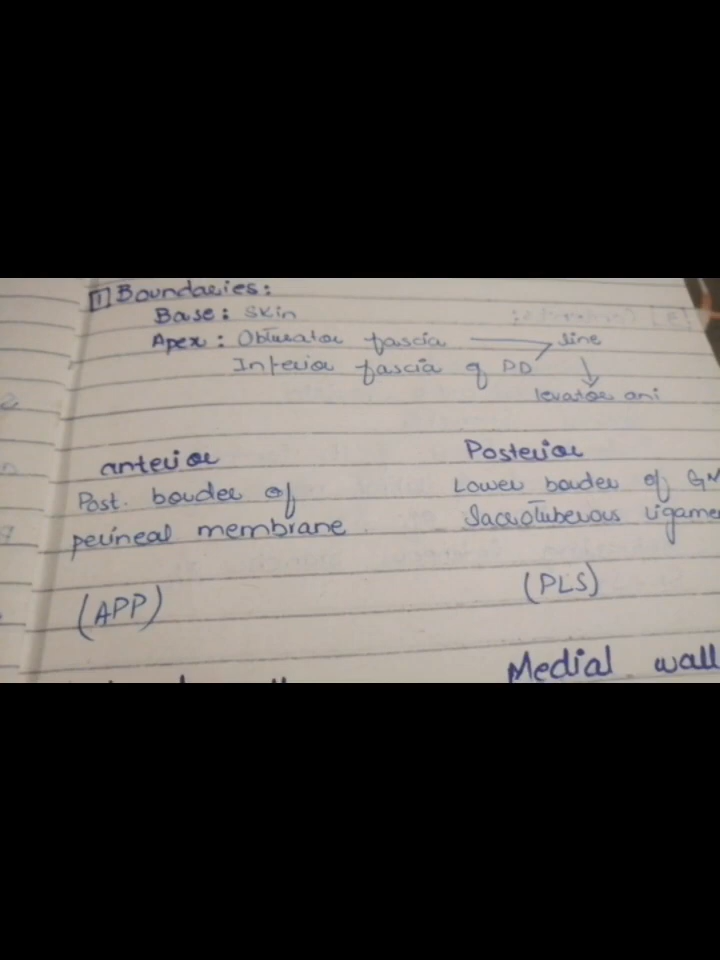 1 Boundaries:
Base: Skin
Apex: Obturator fascia → line
Inferior fascia of PD
levator ani
anterior
Post. border of
perineal membrane
(APP)
Posterior
Lower border of GM
Sacrotuberous ligame
(PLS)
Medial wall